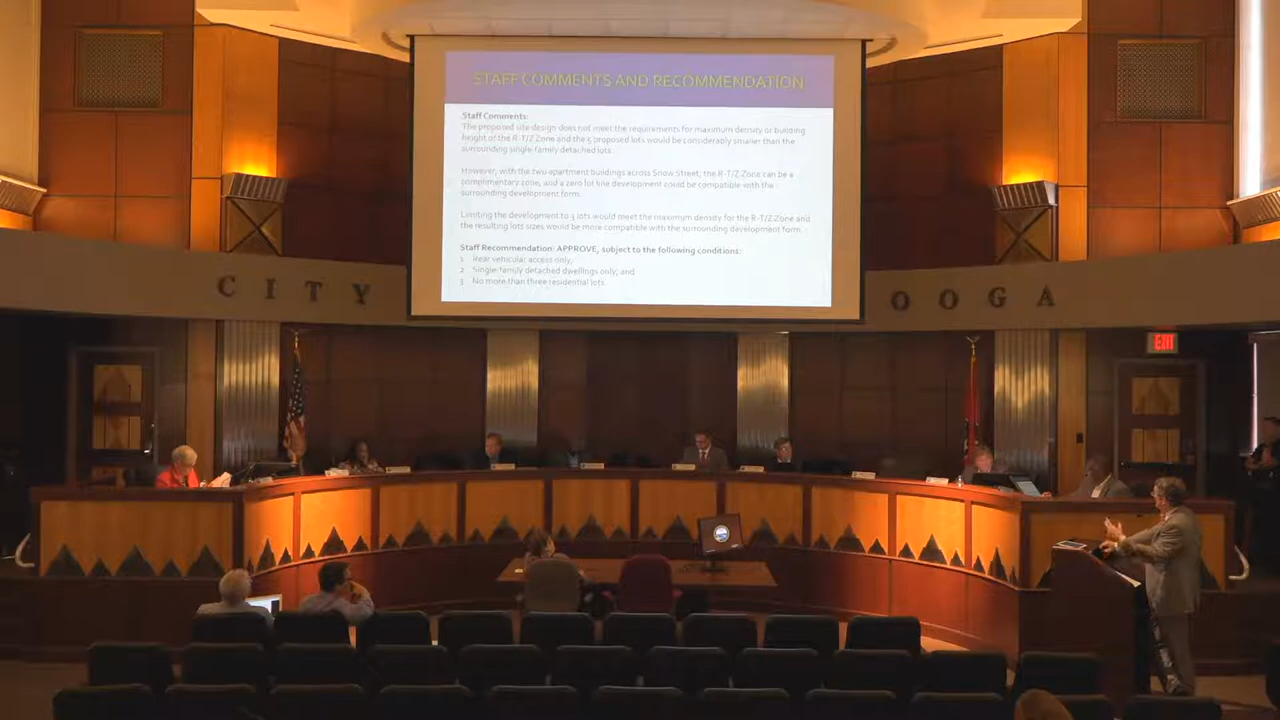 STAFF COMMENTS AND RECOMMENDATION
Staff Comments:
The proposed site design does not meet the requirements for maximum density or building
height of the R-T/Z Zone and the 5 proposed lots would be considerably smaller than the
surrounding single-family detached lots.
However, with the two apartment buildings across Snow Street, the R-T/Z Zone can be a
complimentary zone, and a zero lot line development could be compatible with the
surrounding development form.
Limiting the development to 3 lots would meet the maximum density for the R-T/Z Zone and
the resulting lots sizes would be more compatible with the surrounding development form.
Staff Recommendation: APPROVE, subject to the following conditions:
1 Rear vehicular access only;
2 Single-family detached dwellings only; and
3 No more than three residential lots.
CITY OOGA
EXIT